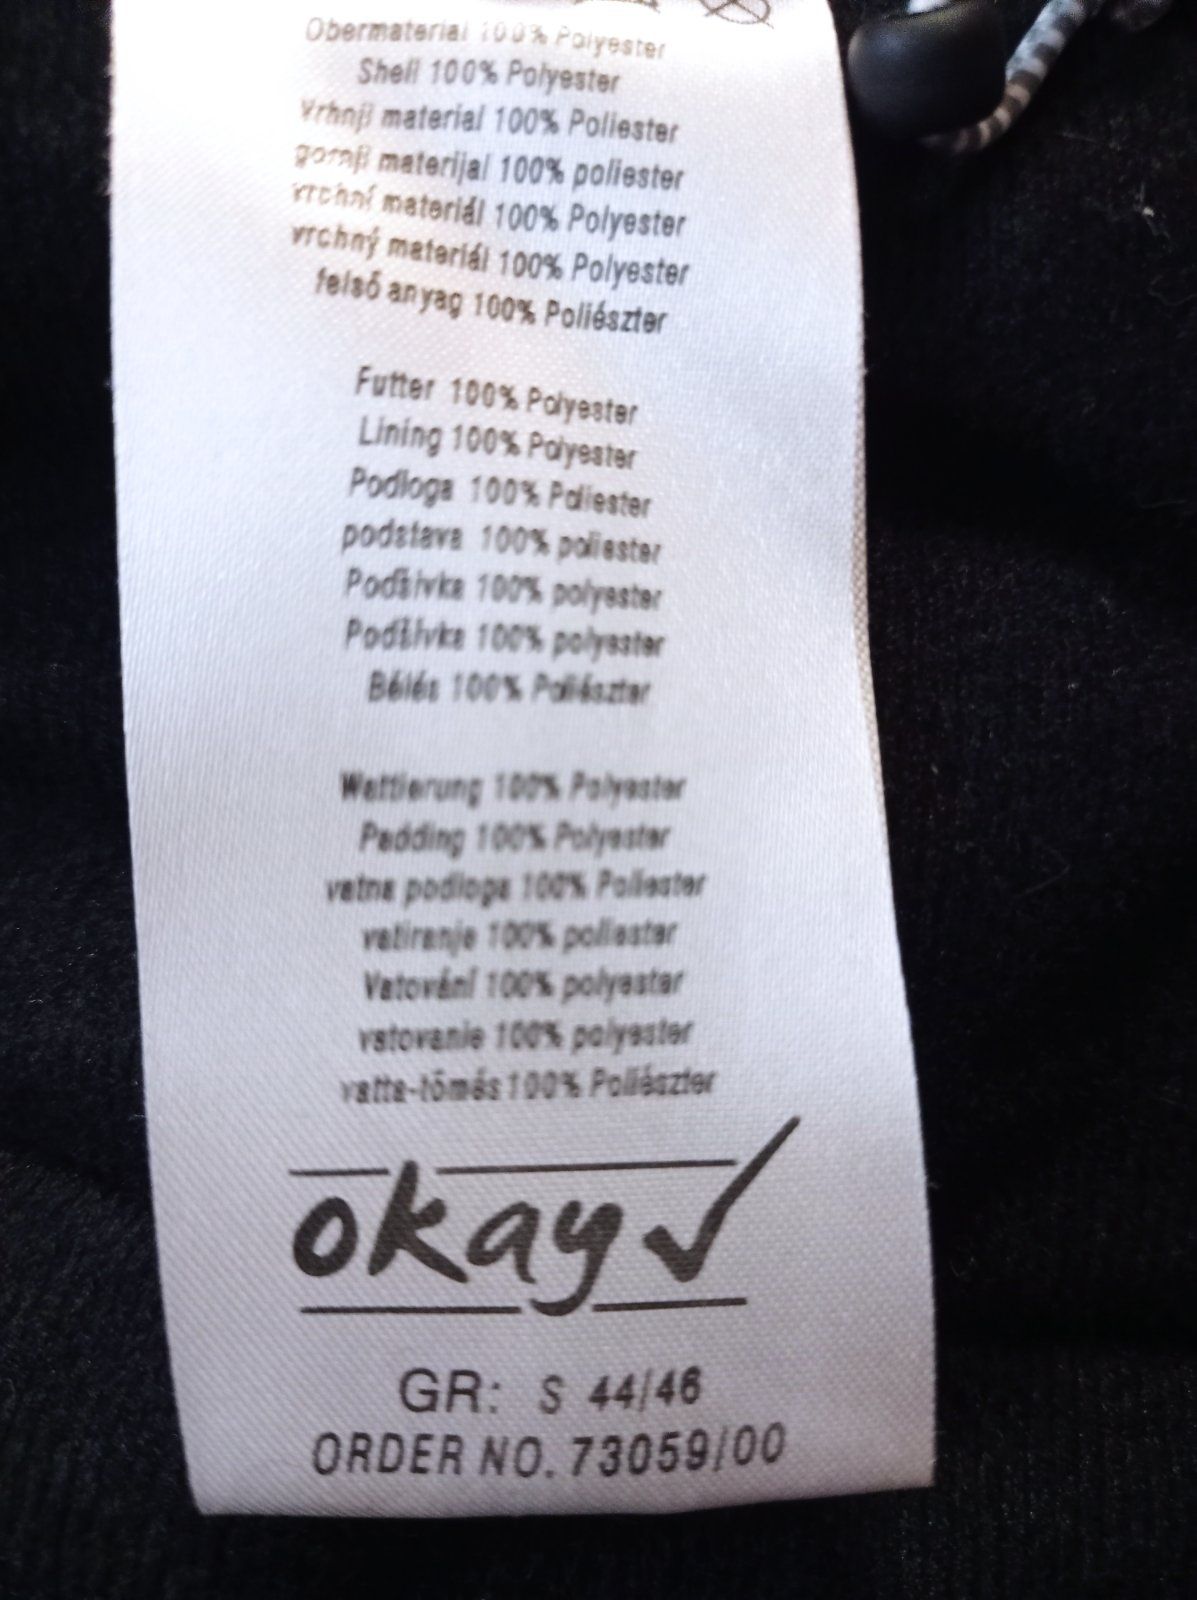 Obermaterial 100% Polyester
Shell 100% Polyester
Vrhnji material 100% Poliester
gornji materijal 100% poliester
vrchní materiál 100% Polyester
vrchný materiál 100% Polyester
felső anyag 100% Poliészter
Futter 100% Polyester
Lining 100% Polyester
Podloga 100% Poliester
podstava 100% poliester
Podšivka 100% polyester
Podšívka 100% polyester
Bélés 100% Poliészter
Wattierung 100% Polyester
Padding 100% Polyester
vatna podloga 100% Poliester
vatiranje 100% poliester
Vatování 100% polyester
vatovanie 100% polyester
vatta-tömés 100% Poliészter
okay
GR: S 44/46
ORDER NO. 73059/00